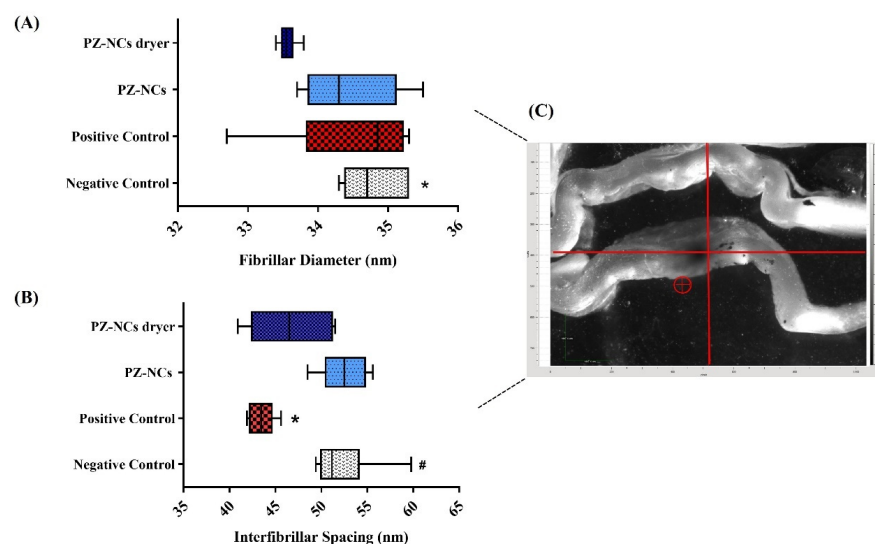 (A)
PZ-NCs dryer
PZ-NCs
Positive Control
Negative Control
*
32
33
34
35
36
Fibrillar Diameter (nm)
(B)
PZ-NCs dryer
PZ-NCs
Positive Control
*
Negative Control
#
35
40
45
50
55
60
65
Interfibrillar Spacing (nm)
(C)